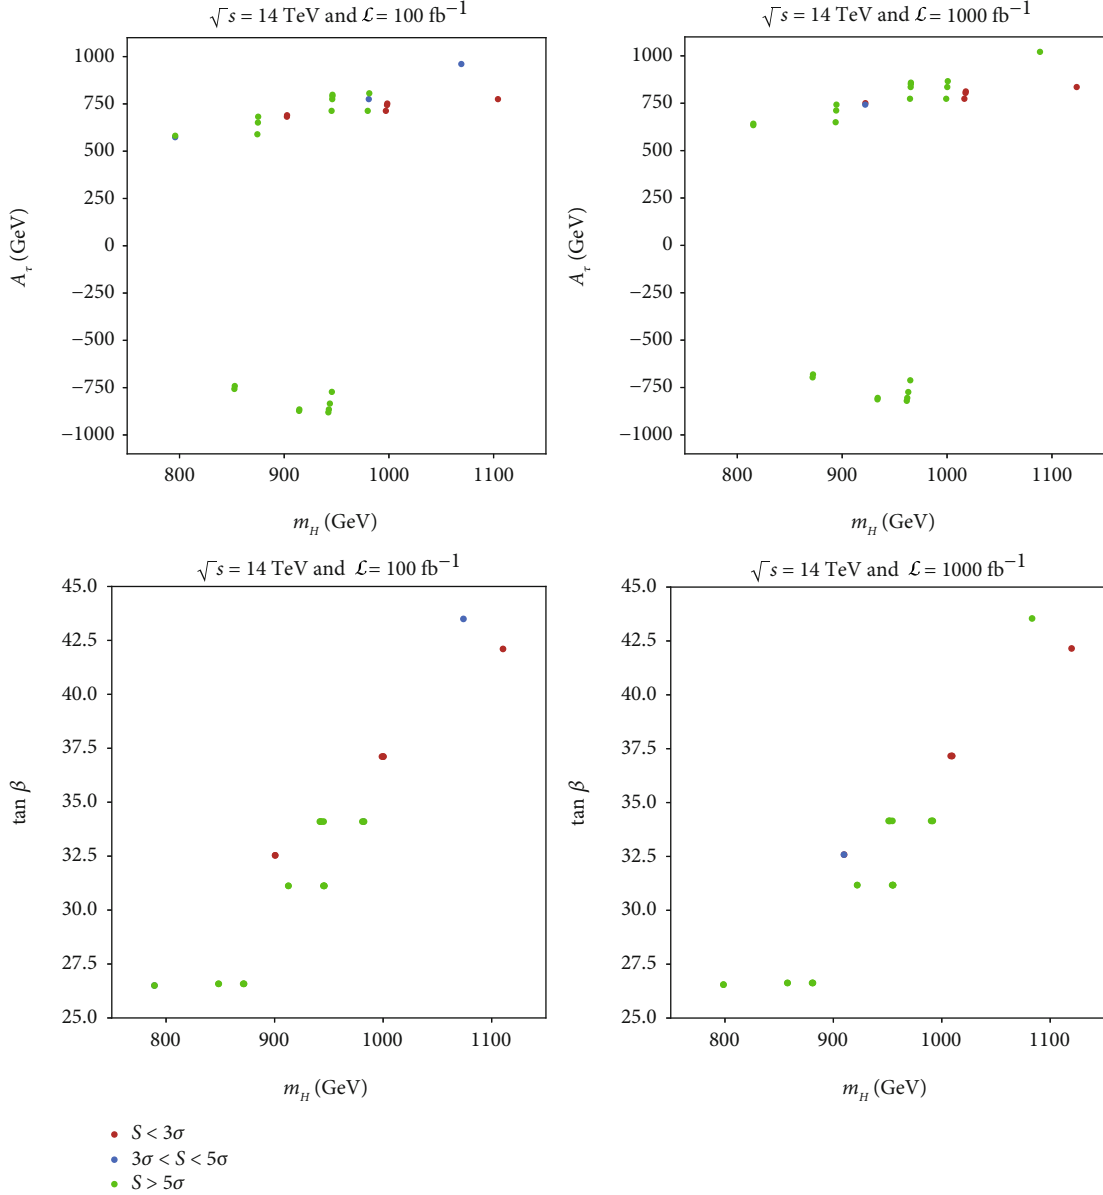 √s = 14 TeV and ℒ = 100 fb⁻¹
1000
750
500
250
0
−250
−500
−750
−1000
A_τ (GeV)
800 900 1000 1100
m_H (GeV)
√s = 14 TeV and ℒ = 1000 fb⁻¹
1000
750
500
250
0
−250
−500
−750
−1000
A_τ (GeV)
800 900 1000 1100
m_H (GeV)
√s = 14 TeV and ℒ = 100 fb⁻¹
45.0
42.5
40.0
37.5
35.0
32.5
30.0
27.5
25.0
tan β
800 900 1000 1100
m_H (GeV)
√s = 14 TeV and ℒ = 1000 fb⁻¹
45.0
42.5
40.0
37.5
35.0
32.5
30.0
27.5
25.0
tan β
800 900 1000 1100
m_H (GeV)
S < 3σ
3σ < S < 5σ
S > 5σ